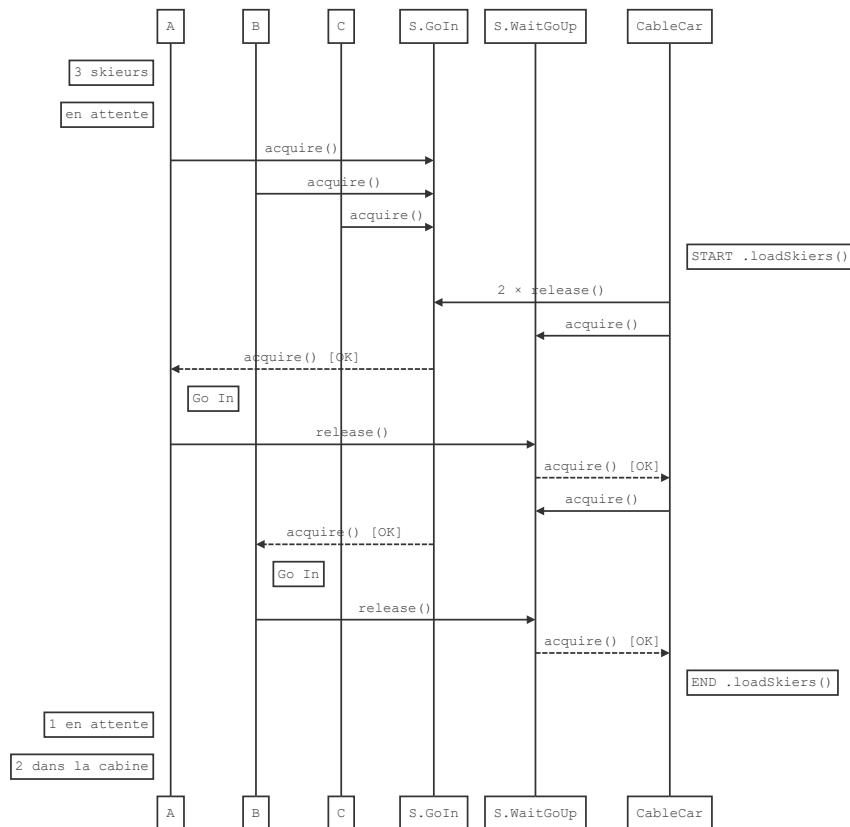 A B C S.GoIn S.WaitGoUp CableCar
3 skieurs
en attente
acquire()
acquire()
acquire()
START .loadSkiers()
2 × release()
acquire()
acquire() [OK]
Go In
release()
acquire() [OK]
acquire()
acquire() [OK]
Go In
release()
acquire() [OK]
END .loadSkiers()
1 en attente
2 dans la cabine
A B C S.GoIn S.WaitGoUp CableCar